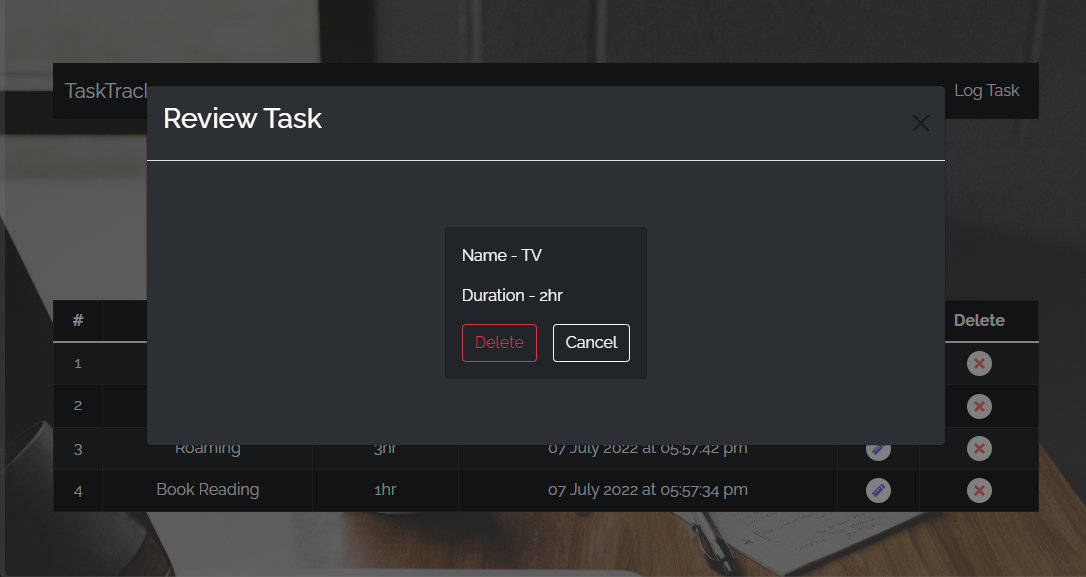 TaskTrack Log Task
Review Task
Name - TV
Duration - 2hr
Delete Cancel
# Delete
1
2
3 Roaming 3hr 07 July 2022 at 05:57:42 pm
4 Book Reading 1hr 07 July 2022 at 05:57:34 pm